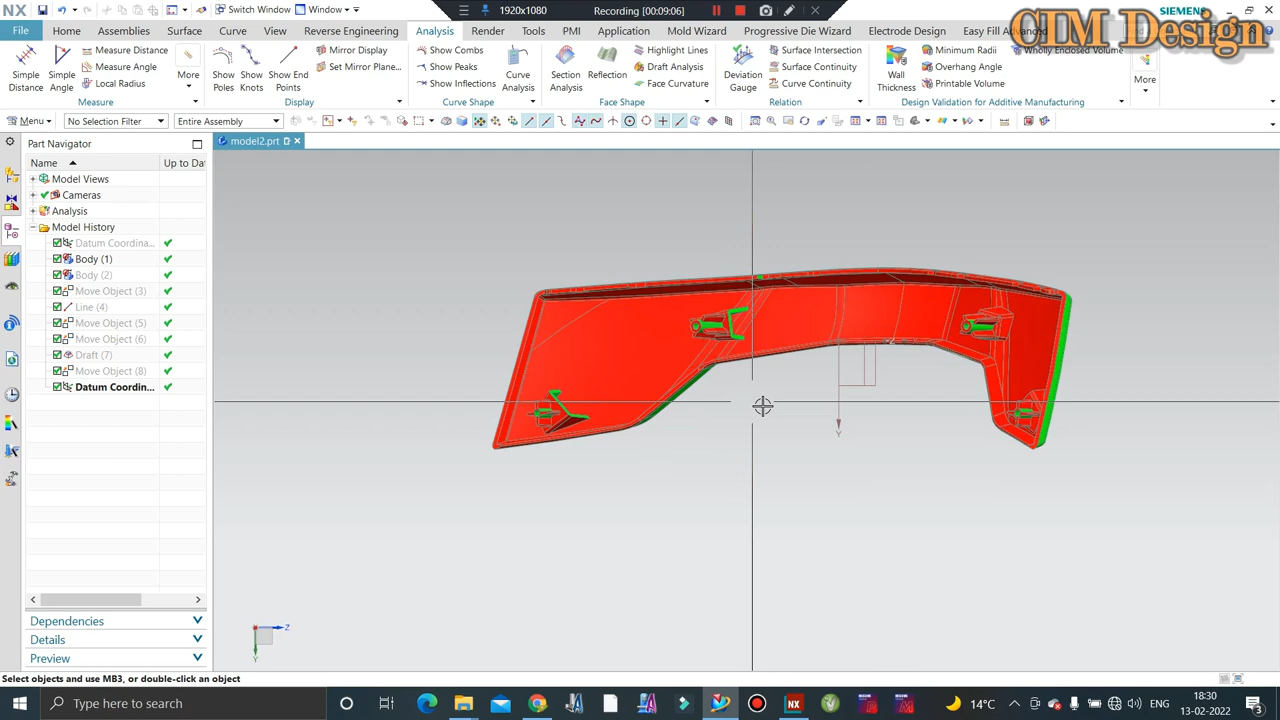 NX
Switch Window
Window
1920x1080
Recording [00:09:06]
SIEMENS
CIM Design
File
Home
Assemblies
Surface
Curve
View
Reverse Engineering
Analysis
Render
Tools
PMI
Application
Mold Wizard
Progressive Die Wizard
Electrode Design
Easy Fill Advanced
Simple Distance
Simple Angle
Measure Distance
Measure Angle
Local Radius
More
Measure
Show Poles
Show Knots
Show End Points
Mirror Display
Set Mirror Plane...
Display
Show Combs
Show Peaks
Show Inflections
Curve Analysis
Curve Shape
Section Analysis
Reflection
Highlight Lines
Draft Analysis
Face Curvature
Face Shape
Deviation Gauge
Surface Intersection
Surface Continuity
Curve Continuity
Relation
Wall Thickness
Minimum Radii
Overhang Angle
Printable Volume
Wholly Enclosed Volume
Design Validation for Additive Manufacturing
More
Menu
No Selection Filter
Entire Assembly
Part Navigator
model2.prt
Name
Up to Da
Model Views
Cameras
Analysis
Model History
Datum Coordina...
Body (1)
Body (2)
Move Object (3)
Line (4)
Move Object (5)
Move Object (6)
Draft (7)
Move Object (8)
Datum Coordin...
Y
Z
Y
Dependencies
Details
Preview
Select objects and use MB3, or double-click an object
Type here to search
14°C
ENG
18:30
13-02-2022
3